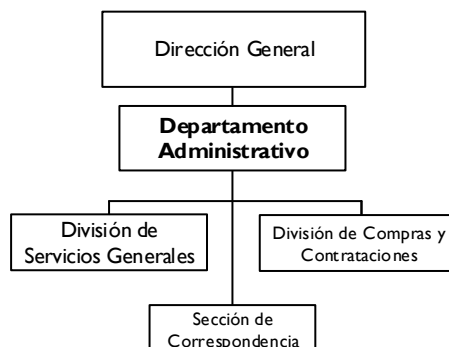 Dirección General
Departamento
Administrativo
División de
Servicios Generales
División de Compras y
Contrataciones
Sección de
Correspondencia